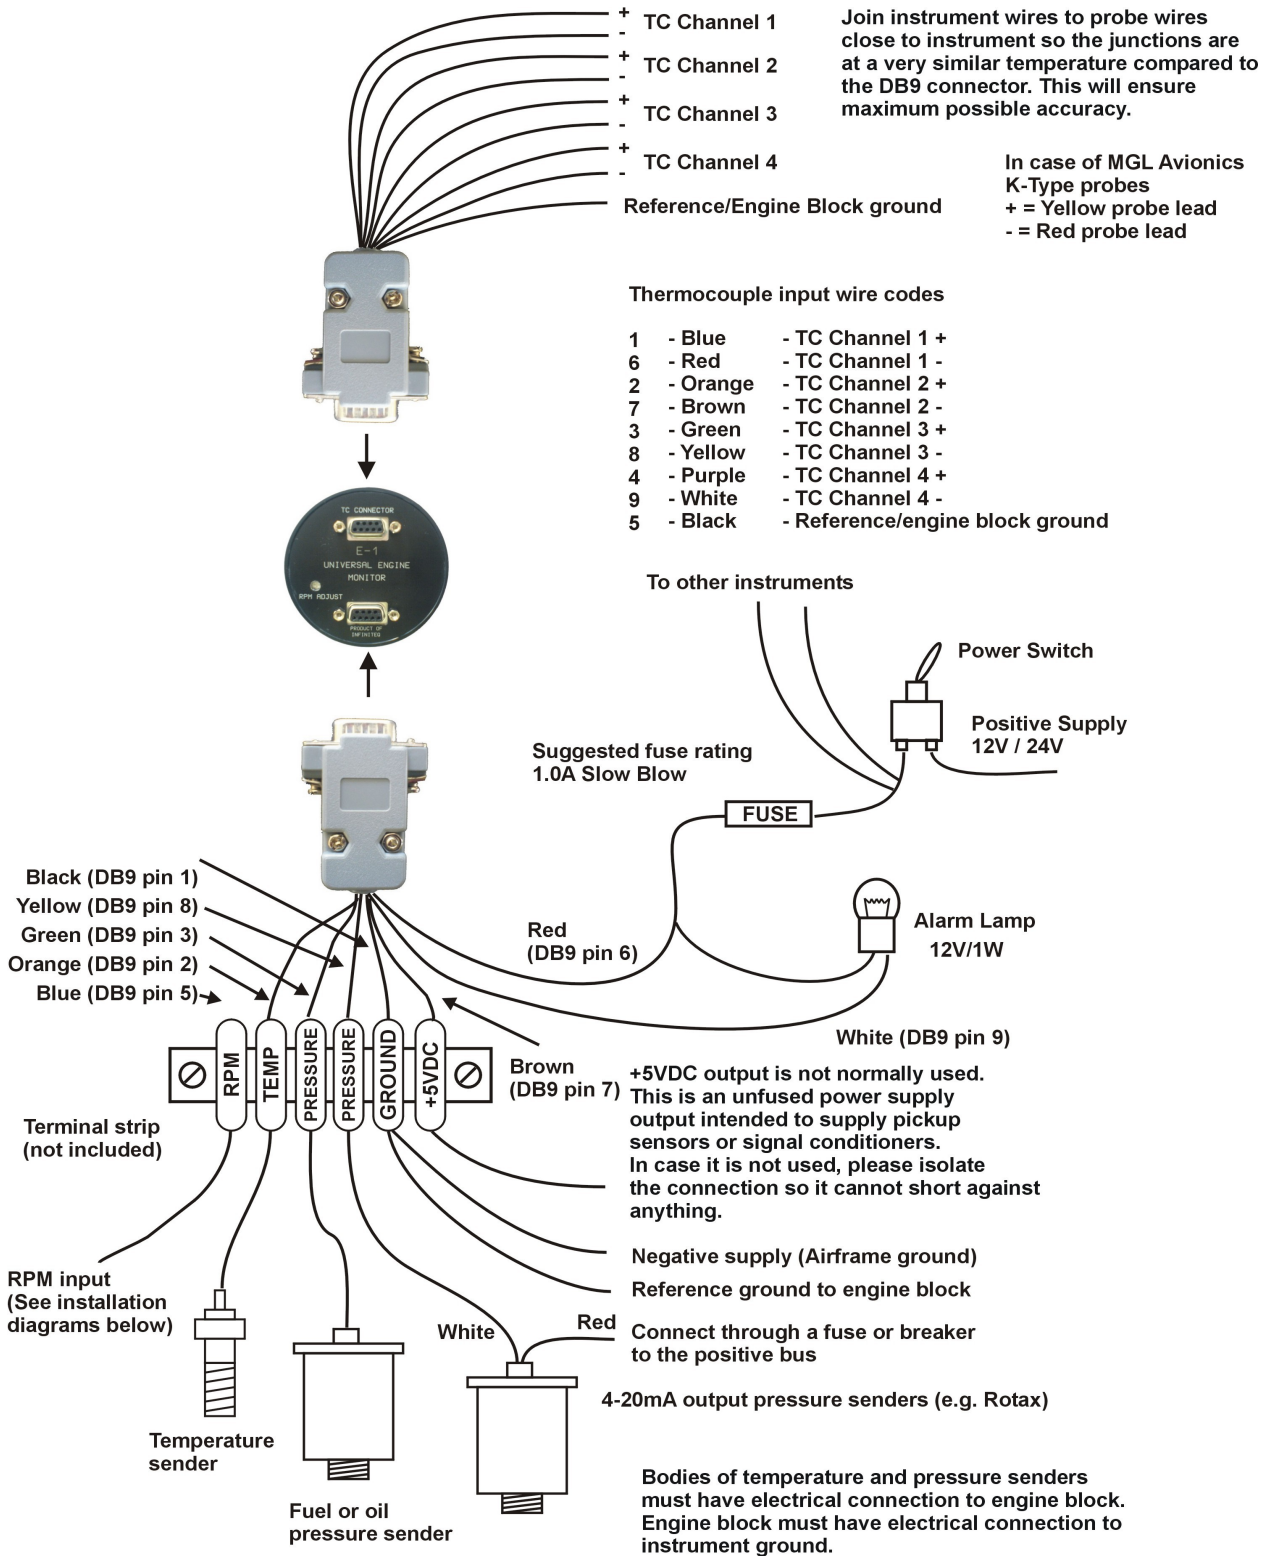 + TC Channel 1
-
+ TC Channel 2
-
+ TC Channel 3
-
+ TC Channel 4
-
Reference/Engine Block ground
Join instrument wires to probe wires
close to instrument so the junctions are
at a very similar temperature compared to
the DB9 connector. This will ensure
maximum possible accuracy.
In case of MGL Avionics
K-Type probes
+ = Yellow probe lead
- = Red probe lead
Thermocouple input wire codes
1 - Blue - TC Channel 1 +
6 - Red - TC Channel 1 -
2 - Orange - TC Channel 2 +
7 - Brown - TC Channel 2 -
3 - Green - TC Channel 3 +
8 - Yellow - TC Channel 3 -
4 - Purple - TC Channel 4 +
9 - White - TC Channel 4 -
5 - Black - Reference/engine block ground
TC CONNECTOR
E-1
UNIVERSAL ENGINE
MONITOR
RPM ADJUST
PRODUCT OF
INFINITEQ
To other instruments
Power Switch
Positive Supply
12V / 24V
Suggested fuse rating
1.0A Slow Blow
FUSE
Black (DB9 pin 1)
Yellow (DB9 pin 8)
Green (DB9 pin 3)
Orange (DB9 pin 2)
Blue (DB9 pin 5)
Red
(DB9 pin 6)
Alarm Lamp
12V/1W
White (DB9 pin 9)
RPM
TEMP
PRESSURE
PRESSURE
GROUND
+5VDC
Brown
(DB9 pin 7)
Terminal strip
(not included)
+5VDC output is not normally used.
This is an unfused power supply
output intended to supply pickup
sensors or signal conditioners.
In case it is not used, please isolate
the connection so it cannot short against
anything.
Negative supply (Airframe ground)
Reference ground to engine block
RPM input
(See installation
diagrams below)
White
Red
Connect through a fuse or breaker
to the positive bus
4-20mA output pressure senders (e.g. Rotax)
Temperature
sender
Fuel or oil
pressure sender
Bodies of temperature and pressure senders
must have electrical connection to engine block.
Engine block must have electrical connection to
instrument ground.